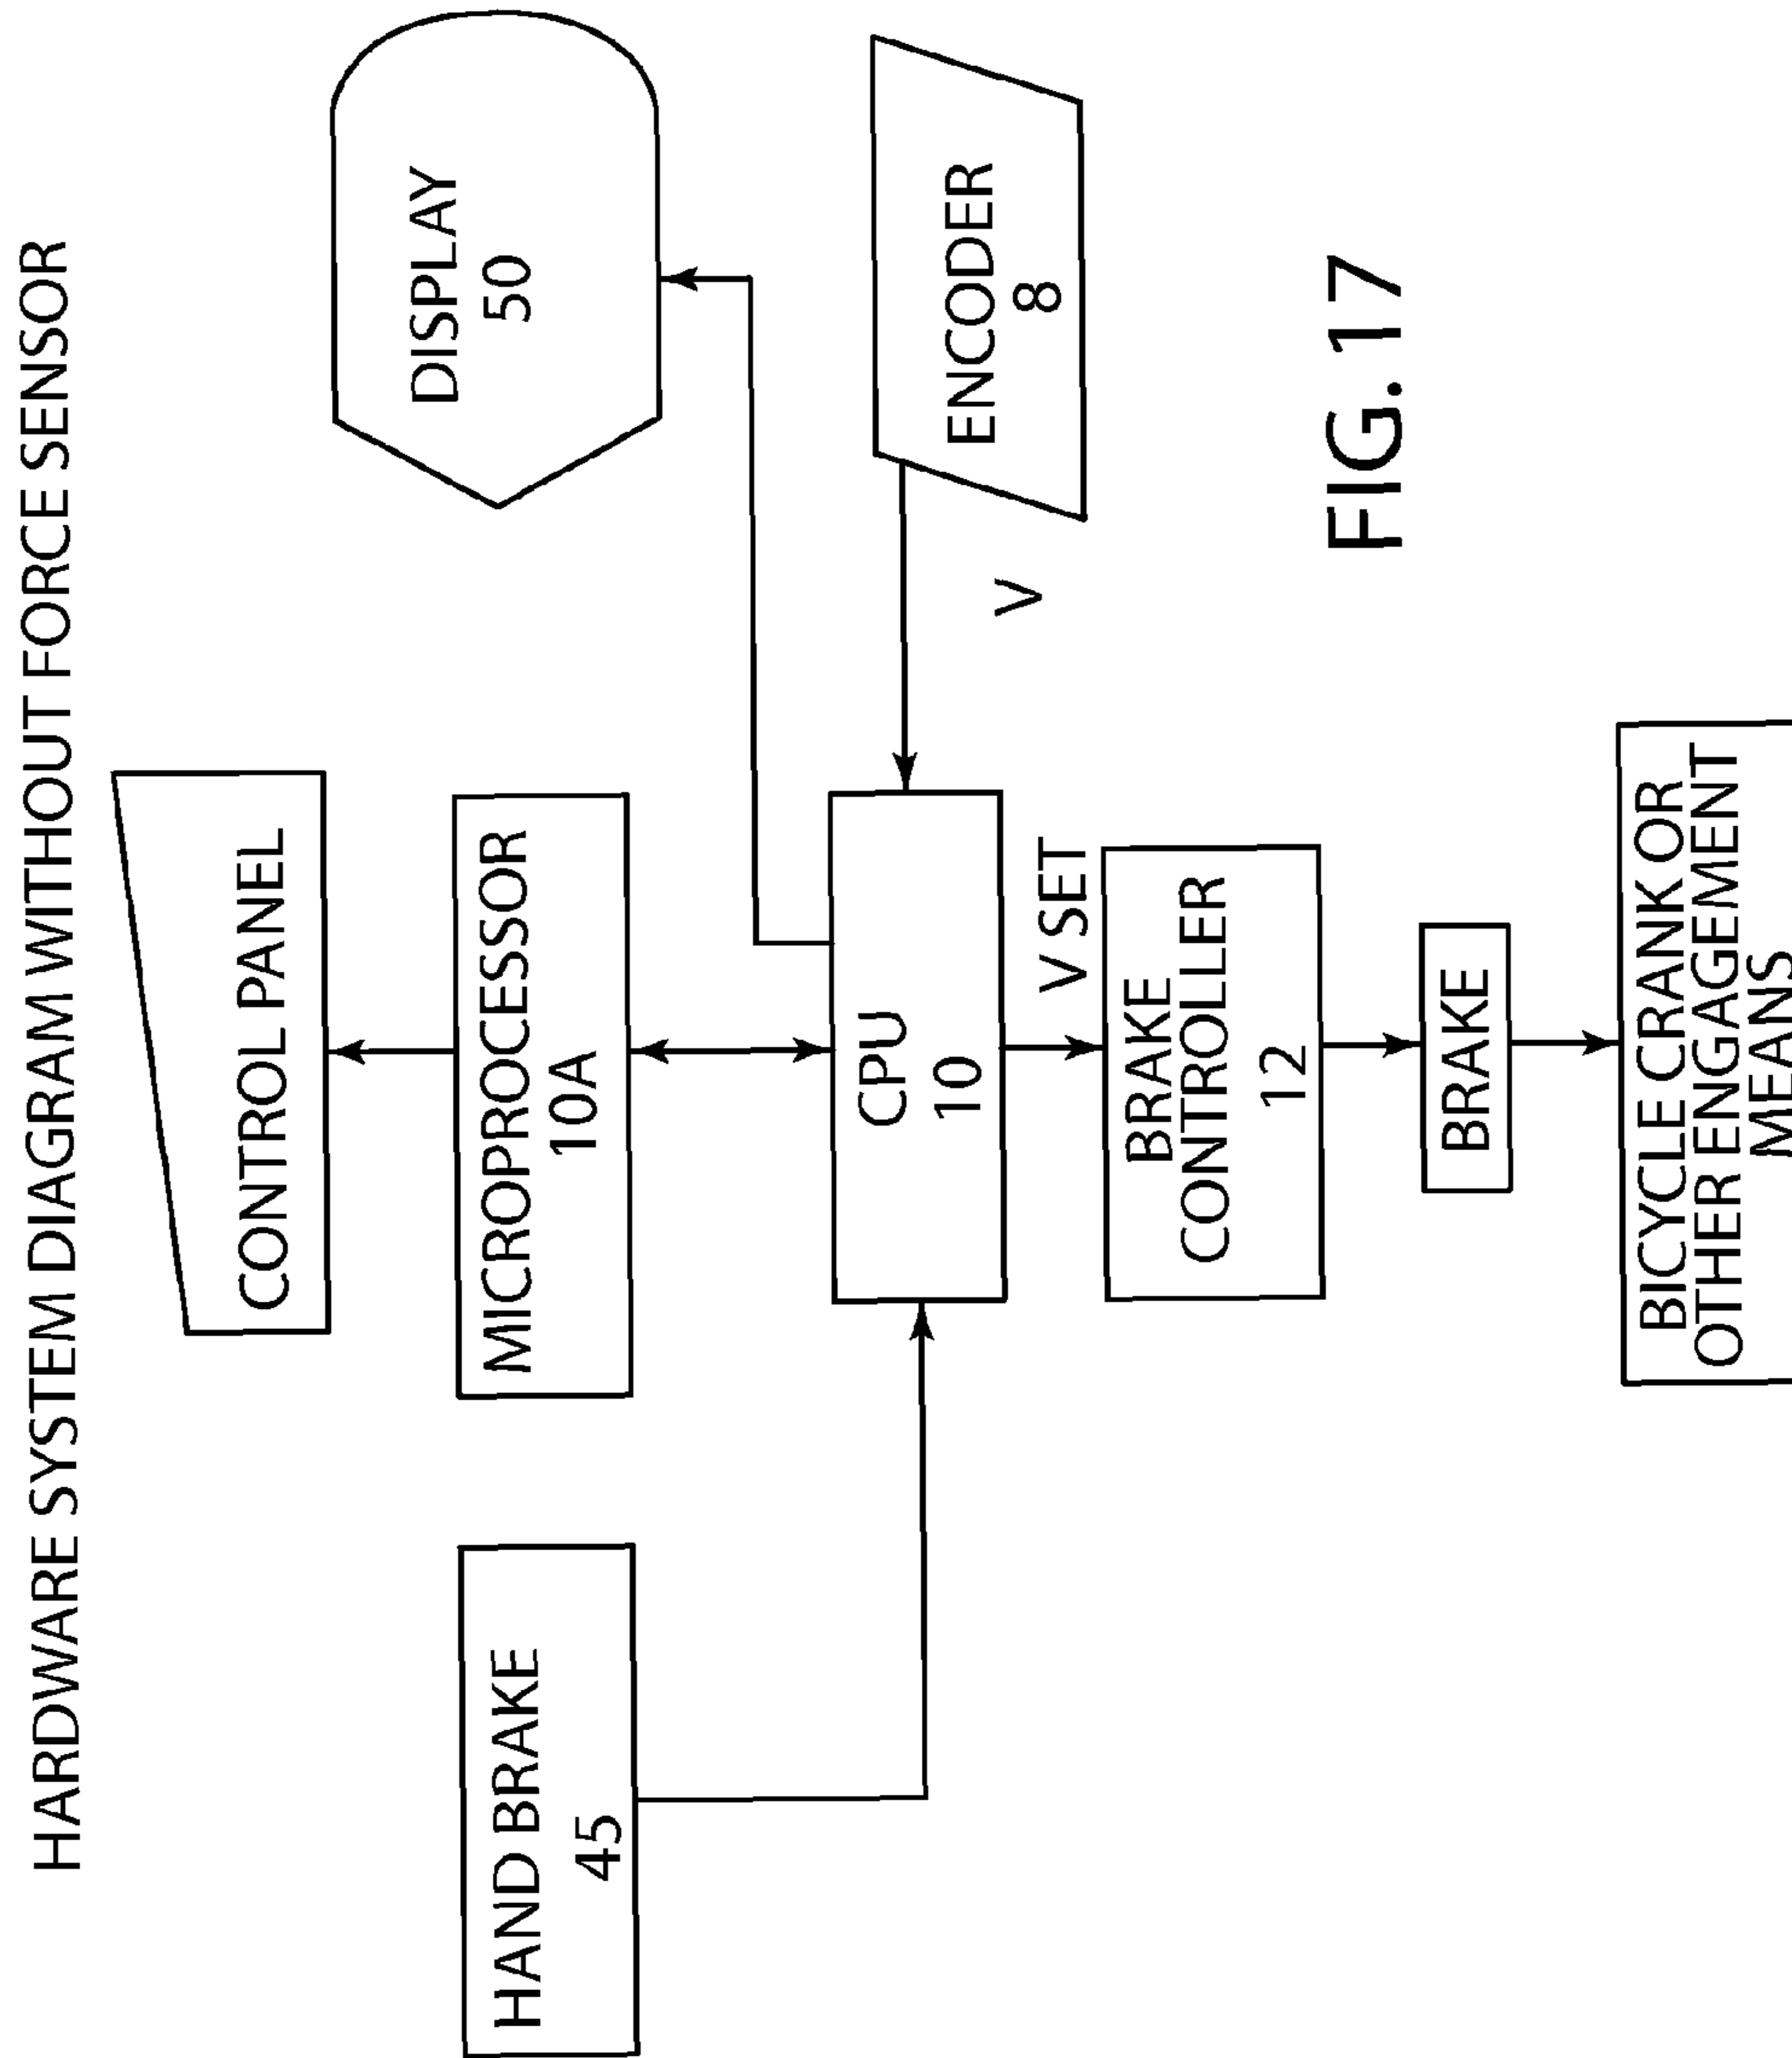 HARDWARE SYSTEM DIAGRAM WITHOUT FORCE SENSOR
CONTROL PANEL
HAND BRAKE
45
MICROPROCESSOR
10A
DISPLAY
50
CPU
10
ENCODER
8
V
V SET
BRAKE
CONTROLLER
12
BRAKE
BICYCLE CRANK OR
OTHER ENGAGEMENT
MEANS
FIG. 17